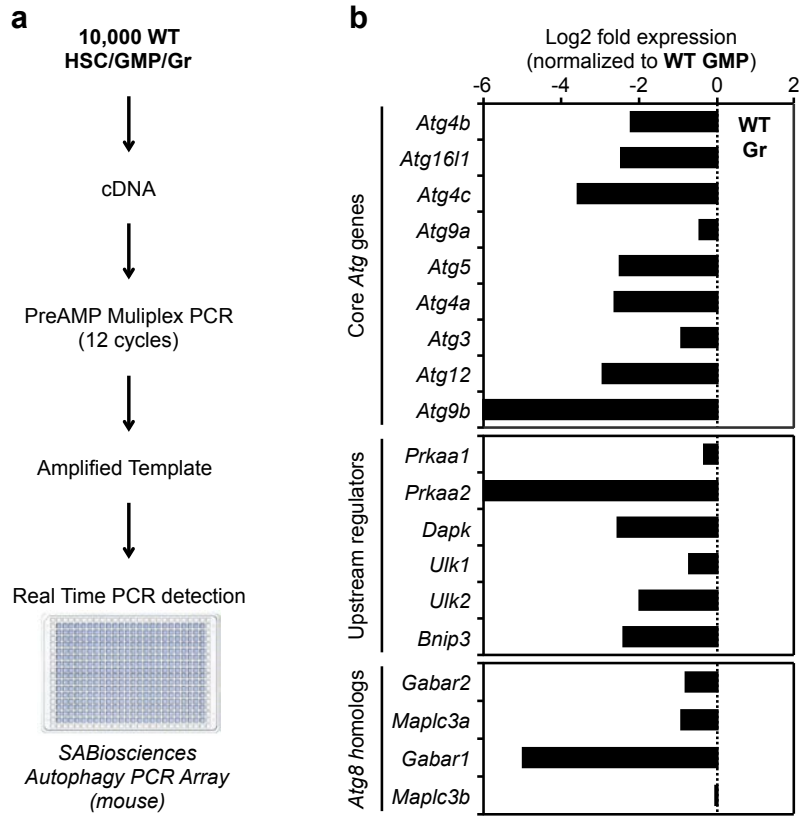 a
10,000 WT
HSC/GMP/Gr
cDNA
PreAMP Muliplex PCR
(12 cycles)
Amplified Template
Real Time PCR detection
SABiosciences
Autophagy PCR Array
(mouse)
b
Log2 fold expression
(normalized to WT GMP)
-6 -4 -2 0 2
WT
Gr
Core Atg genes
Atg4b
Atg16l1
Atg4c
Atg9a
Atg5
Atg4a
Atg3
Atg12
Atg9b
Upstream regulators
Prkaa1
Prkaa2
Dapk
Ulk1
Ulk2
Bnip3
Atg8 homologs
Gabar2
Maplc3a
Gabar1
Maplc3b